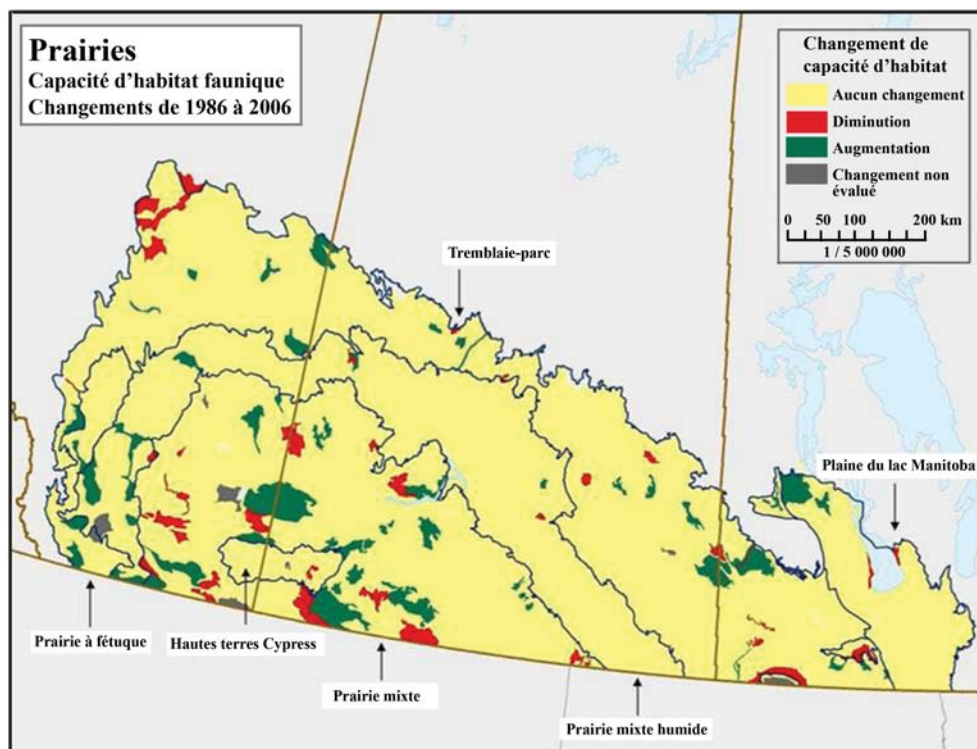 Prairies
Capacité d'habitat faunique
Changements de 1986 à 2006
Changement de
capacité d'habitat
Aucun changement
Diminution
Augmentation
Changement non
évalué
0 50 100 200 km
1 / 5 000 000
Tremblaie-parc
Plaine du lac Manitoba
Prairie à fétuque
Hautes terres Cypress
Prairie mixte
Prairie mixte humide